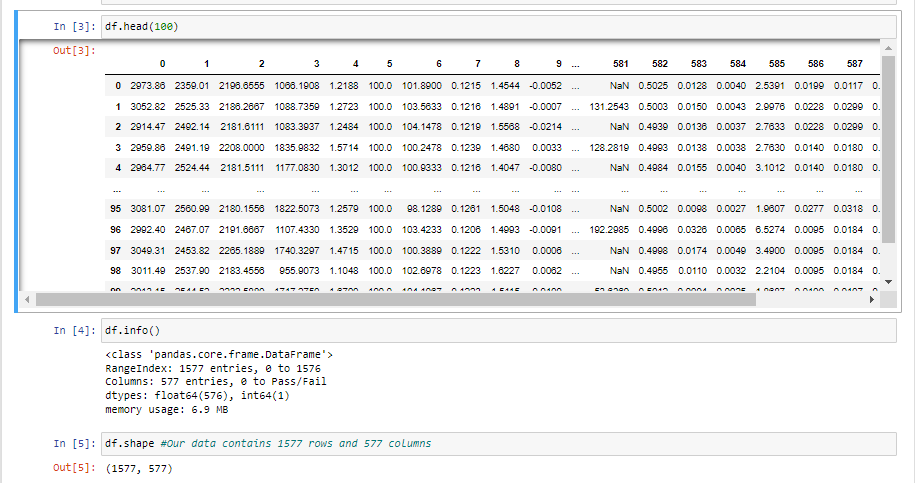 In [3]: df.head(100)
Out[3]:
0 1 2 3 4 5 6 7 8 9 ... 581 582 583 584 585 586 587
0 2973.86 2359.01 2196.6555 1066.1908 1.2188 100.0 101.8900 0.1215 1.4544 -0.0052 ... NaN 0.5025 0.0128 0.0040 2.5391 0.0199 0.0117 0.
1 3052.82 2525.33 2186.2667 1088.7359 1.2723 100.0 103.5633 0.1216 1.4891 -0.0007 ... 131.2543 0.5003 0.0150 0.0043 2.9976 0.0228 0.0299 0.
2 2914.47 2492.14 2181.6111 1083.3937 1.2484 100.0 104.1478 0.1219 1.5568 -0.0214 ... NaN 0.4939 0.0136 0.0037 2.7633 0.0228 0.0299 0.
3 2959.86 2491.19 2208.0000 1835.9832 1.5714 100.0 100.2478 0.1239 1.4680 0.0033 ... 128.2819 0.4993 0.0138 0.0038 2.7630 0.0140 0.0180 0.
4 2964.77 2524.44 2181.5111 1177.0830 1.3012 100.0 100.9333 0.1216 1.4047 -0.0080 ... NaN 0.4984 0.0155 0.0040 3.1012 0.0140 0.0180 0.
... ... ... ... ... ... ... ... ... ... ... ... ... ... ... ... ... ... ...
95 3081.07 2560.99 2180.1556 1822.5073 1.2579 100.0 98.1289 0.1261 1.5048 -0.0108 ... NaN 0.5002 0.0098 0.0027 1.9607 0.0277 0.0318 0.
96 2992.40 2467.07 2191.6667 1107.4330 1.3529 100.0 103.4233 0.1206 1.4993 -0.0091 ... 192.2985 0.4996 0.0326 0.0065 6.5274 0.0095 0.0184 0.
97 3049.31 2453.82 2265.1889 1740.3297 1.4715 100.0 100.3889 0.1222 1.5310 0.0006 ... NaN 0.4998 0.0174 0.0049 3.4900 0.0095 0.0184 0.
98 3011.49 2537.90 2183.4556 955.9073 1.1048 100.0 102.6978 0.1223 1.6227 0.0062 ... NaN 0.4955 0.0110 0.0032 2.2104 0.0095 0.0184 0.
In [4]: df.info()
<class 'pandas.core.frame.DataFrame'>
RangeIndex: 1577 entries, 0 to 1576
Columns: 577 entries, 0 to Pass/Fail
dtypes: float64(576), int64(1)
memory usage: 6.9 MB
In [5]: df.shape #Our data contains 1577 rows and 577 columns
Out[5]: (1577, 577)